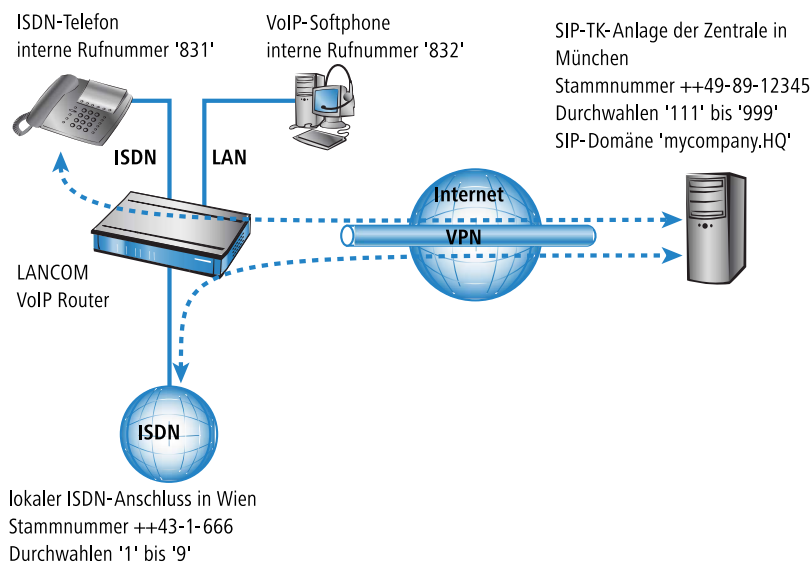 ISDN-Telefon
interne Rufnummer '831'
VoIP-Softphone
interne Rufnummer '832'
SIP-TK-Anlage der Zentrale in
München
Stammnummer ++49-89-12345
Durchwahlen '111' bis '999'
SIP-Domäne 'mycompany.HQ'
ISDN
LAN
Internet
VPN
LANCOM
VoIP Router
ISDN
lokaler ISDN-Anschluss in Wien
Stammnummer ++43-1-666
Durchwahlen '1' bis '9'